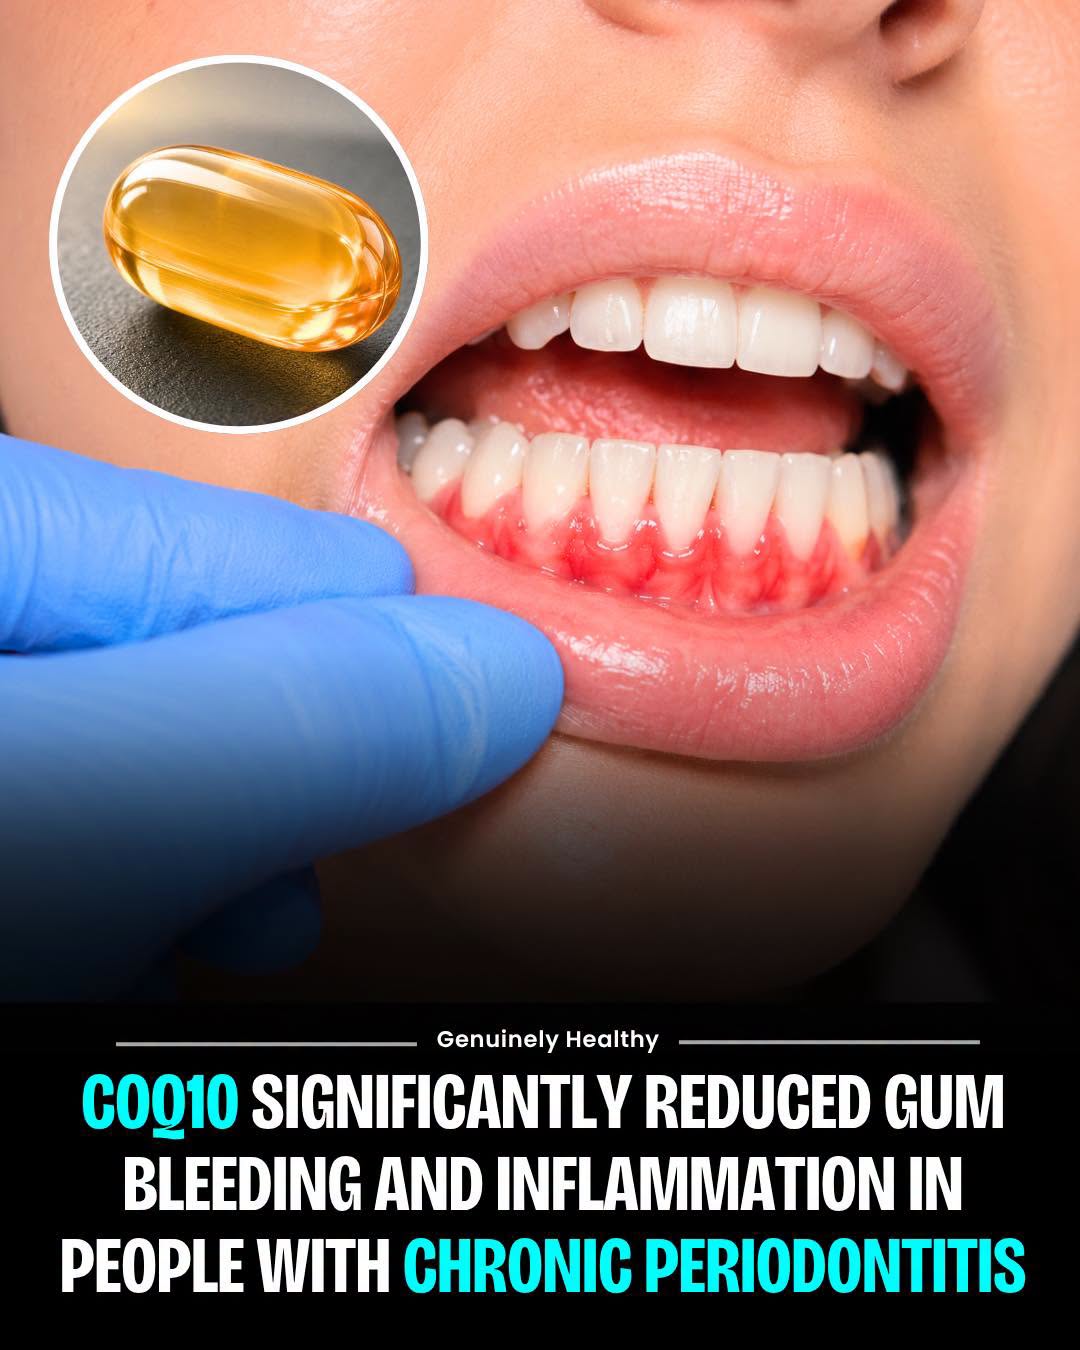 Genuinely Healthy
COQ10 SIGNIFICANTLY REDUCED GUM
BLEEDING AND INFLAMMATION IN
PEOPLE WITH CHRONIC PERIODONTITIS